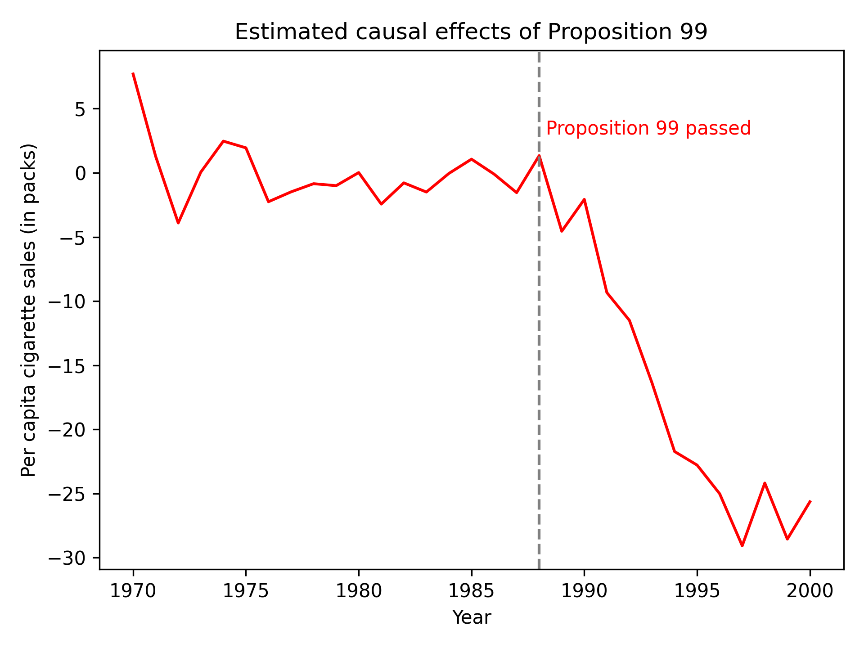 Estimated causal effects of Proposition 99
Per capita cigarette sales (in packs)
5
0
−5
−10
−15
−20
−25
−30
Proposition 99 passed
1970 1975 1980 1985 1990 1995 2000
Year